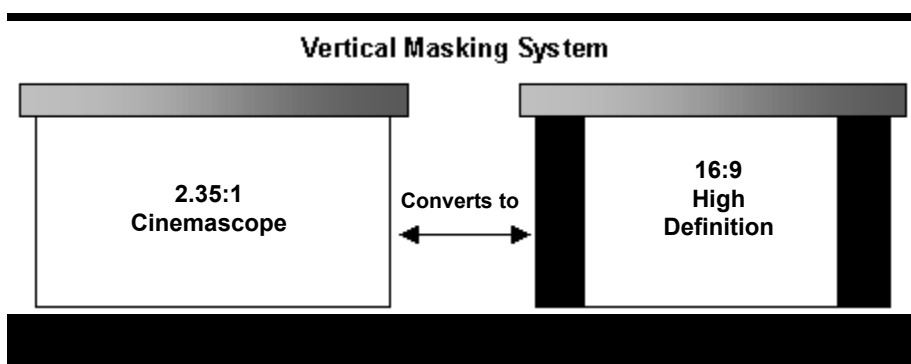 Vertical Masking System
2.35:1
Cinemascope
Converts to
16:9
High
Definition